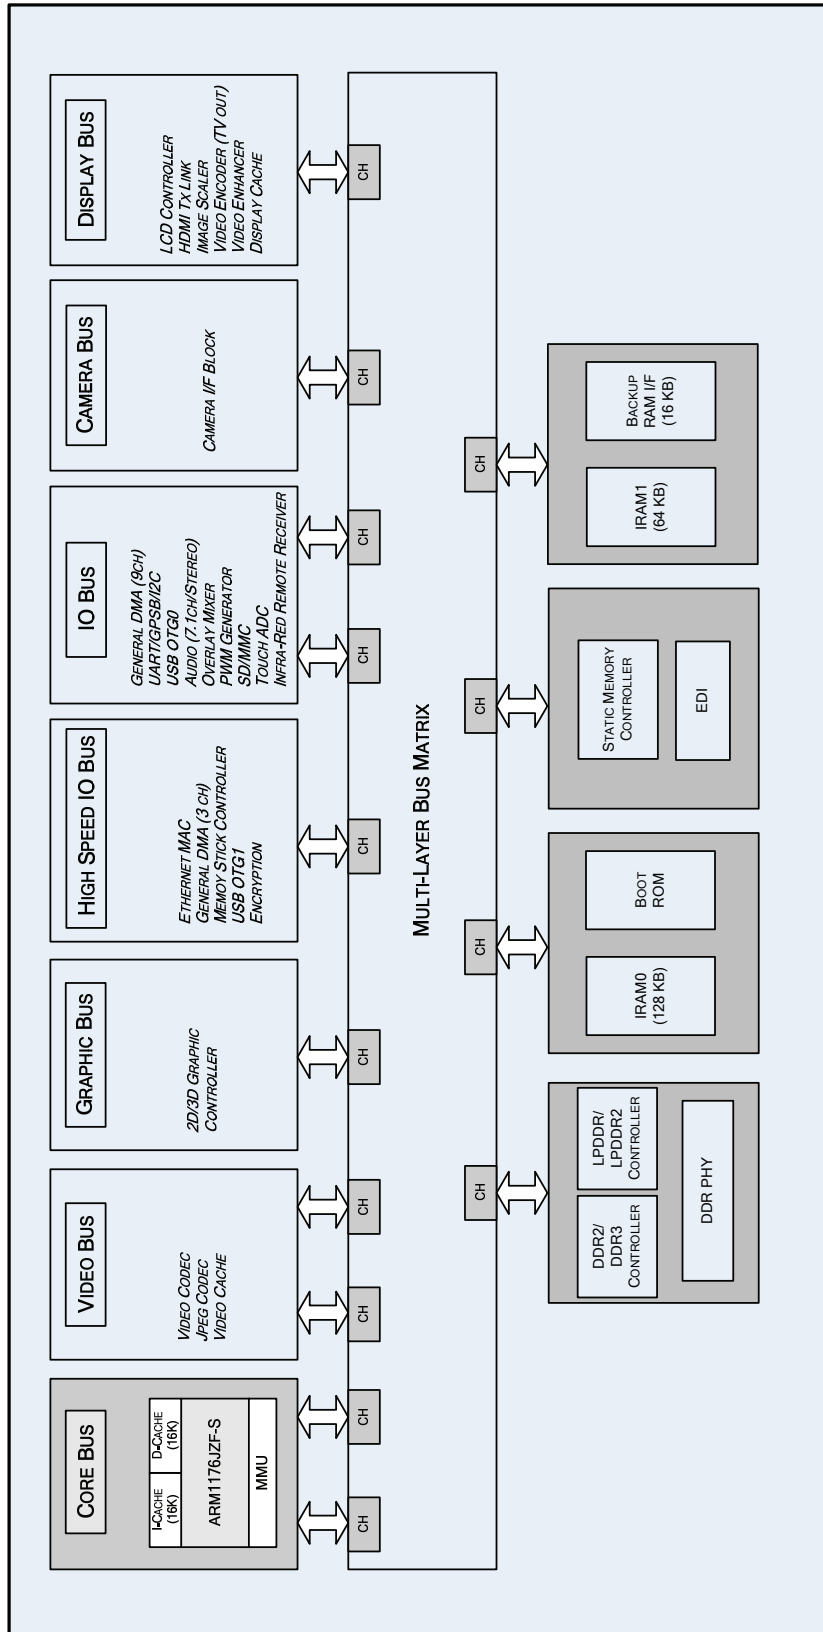 CORE BUS
I-CACHE
(16K)
D-CACHE
(16K)
ARM1176JZF-S
MMU
VIDEO BUS
VIDEO CODEC
JPEG CODEC
VIDEO CACHE
GRAPHIC BUS
2D/3D GRAPHIC
CONTROLLER
HIGH SPEED IO BUS
ETHERNET MAC
GENERAL DMA (3 CH)
MEMOY STICK CONTROLLER
USB OTG1
ENCRYPTION
IO BUS
GENERAL DMA (9CH)
UART/GPSB/I2C
USB OTG0
AUDIO (7.1CH/STEREO)
OVERLAY MIXER
PWM GENERATOR
SD/MMC
TOUCH ADC
INFRA-RED REMOTE RECEIVER
CAMERA BUS
CAMERA I/F BLOCK
DISPLAY BUS
LCD CONTROLLER
HDMI TX LINK
IMAGE SCALER
VIDEO ENCODER (TV OUT)
VIDEO ENHANCER
DISPLAY CACHE
CH
CH
CH
CH
CH
CH
CH
CH
CH
CH
MULTI-LAYER BUS MATRIX
CH
CH
CH
CH
DDR2/
DDR3
CONTROLLER
LPDDR/
LPDDR2
CONTROLLER
DDR PHY
IRAM0
(128 KB)
BOOT
ROM
STATIC MEMORY
CONTROLLER
EDI
IRAM1
(64 KB)
BACKUP
RAM I/F
(16 KB)